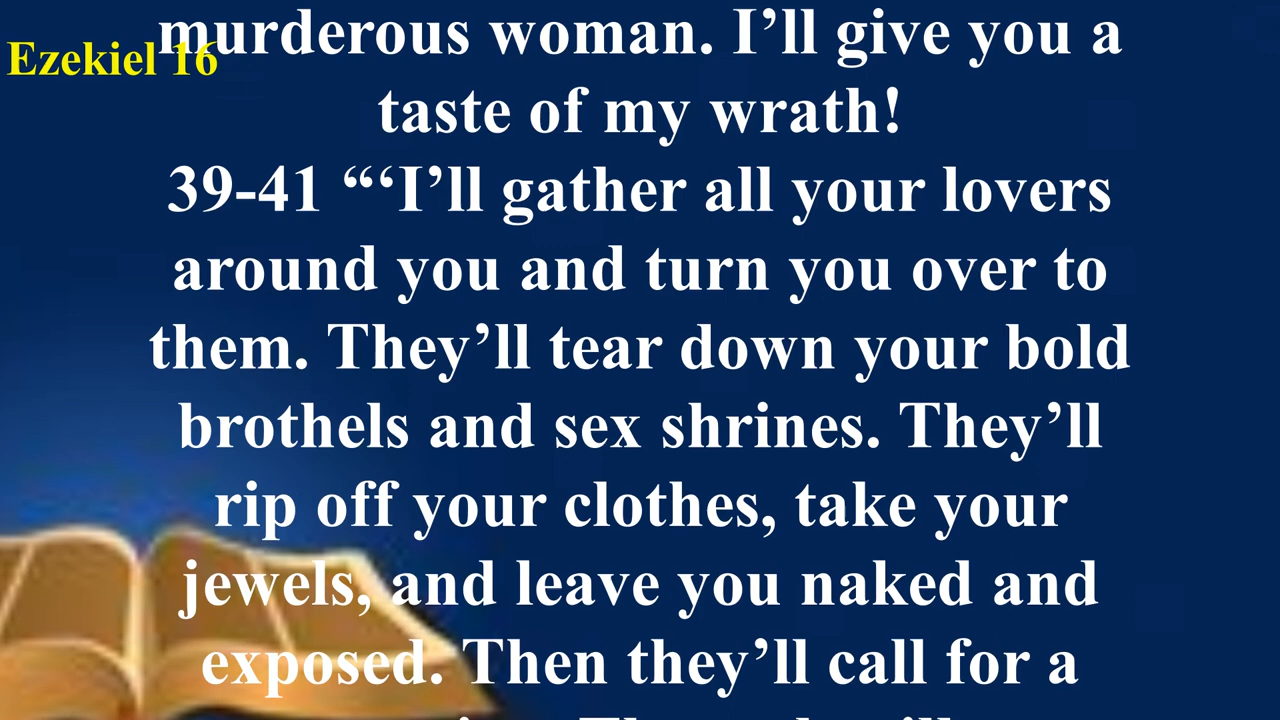 Ezekiel 16
murderous woman. I’ll give you a
taste of my wrath!
39-41 “‘I’ll gather all your lovers
around you and turn you over to
them. They’ll tear down your bold
brothels and sex shrines. They’ll
rip off your clothes, take your
jewels, and leave you naked and
exposed. Then they’ll call for a